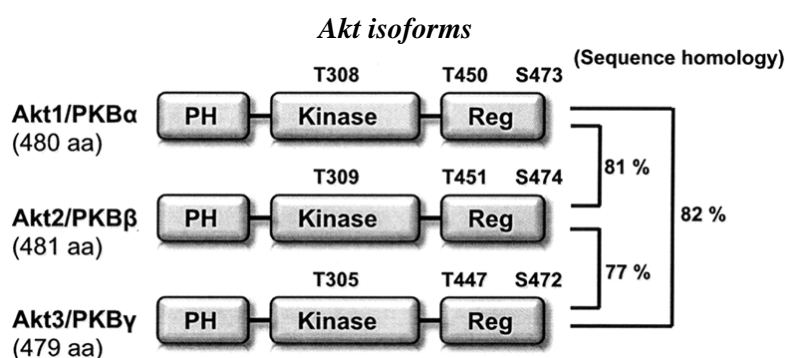 Akt isoforms
(Sequence homology)
T308 T450 S473
Akt1/PKBα PH Kinase Reg
(480 aa)
81 %
T309 T451 S474
Akt2/PKBβ PH Kinase Reg 82 %
(481 aa)
77 %
T305 T447 S472
Akt3/PKBγ PH Kinase Reg
(479 aa)